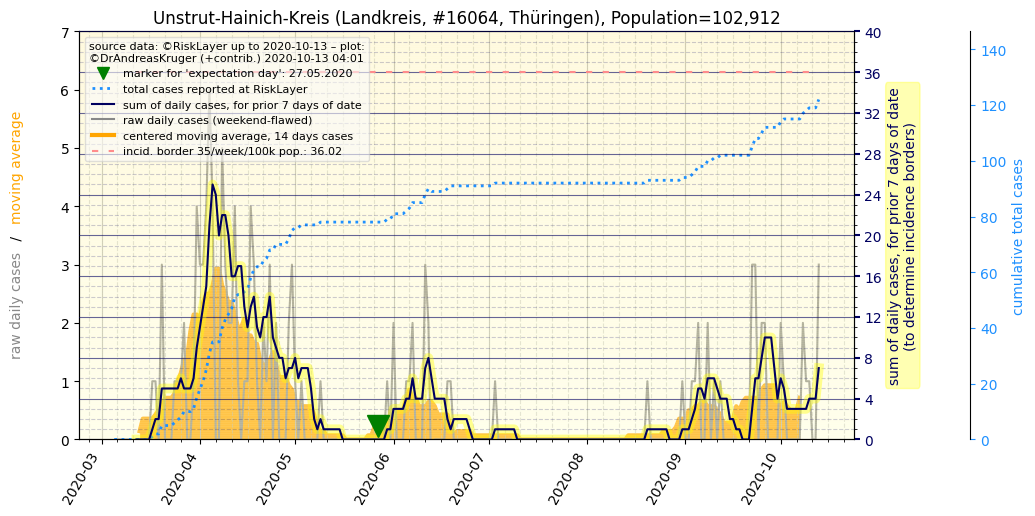 Unstrut-Hainich-Kreis (Landkreis, #16064, Thüringen), Population=102,912
source data: ©RiskLayer up to 2020-10-13 – plot:
©DrAndreasKruger (+contrib.) 2020-10-13 04:01
marker for 'expectation day': 27.05.2020
total cases reported at RiskLayer
sum of daily cases, for prior 7 days of date
raw daily cases (weekend-flawed)
centered moving average, 14 days cases
incid. border 35/week/100k pop.: 36.02
raw daily cases / moving average
7
6
5
4
3
2
1
0
2020-03
2020-04
2020-05
2020-06
2020-07
2020-08
2020-09
2020-10
40
36
32
28
24
20
16
12
8
4
0
sum of daily cases, for prior 7 days of date
(to determine incidence borders)
140
120
100
80
60
40
20
0
cumulative total cases